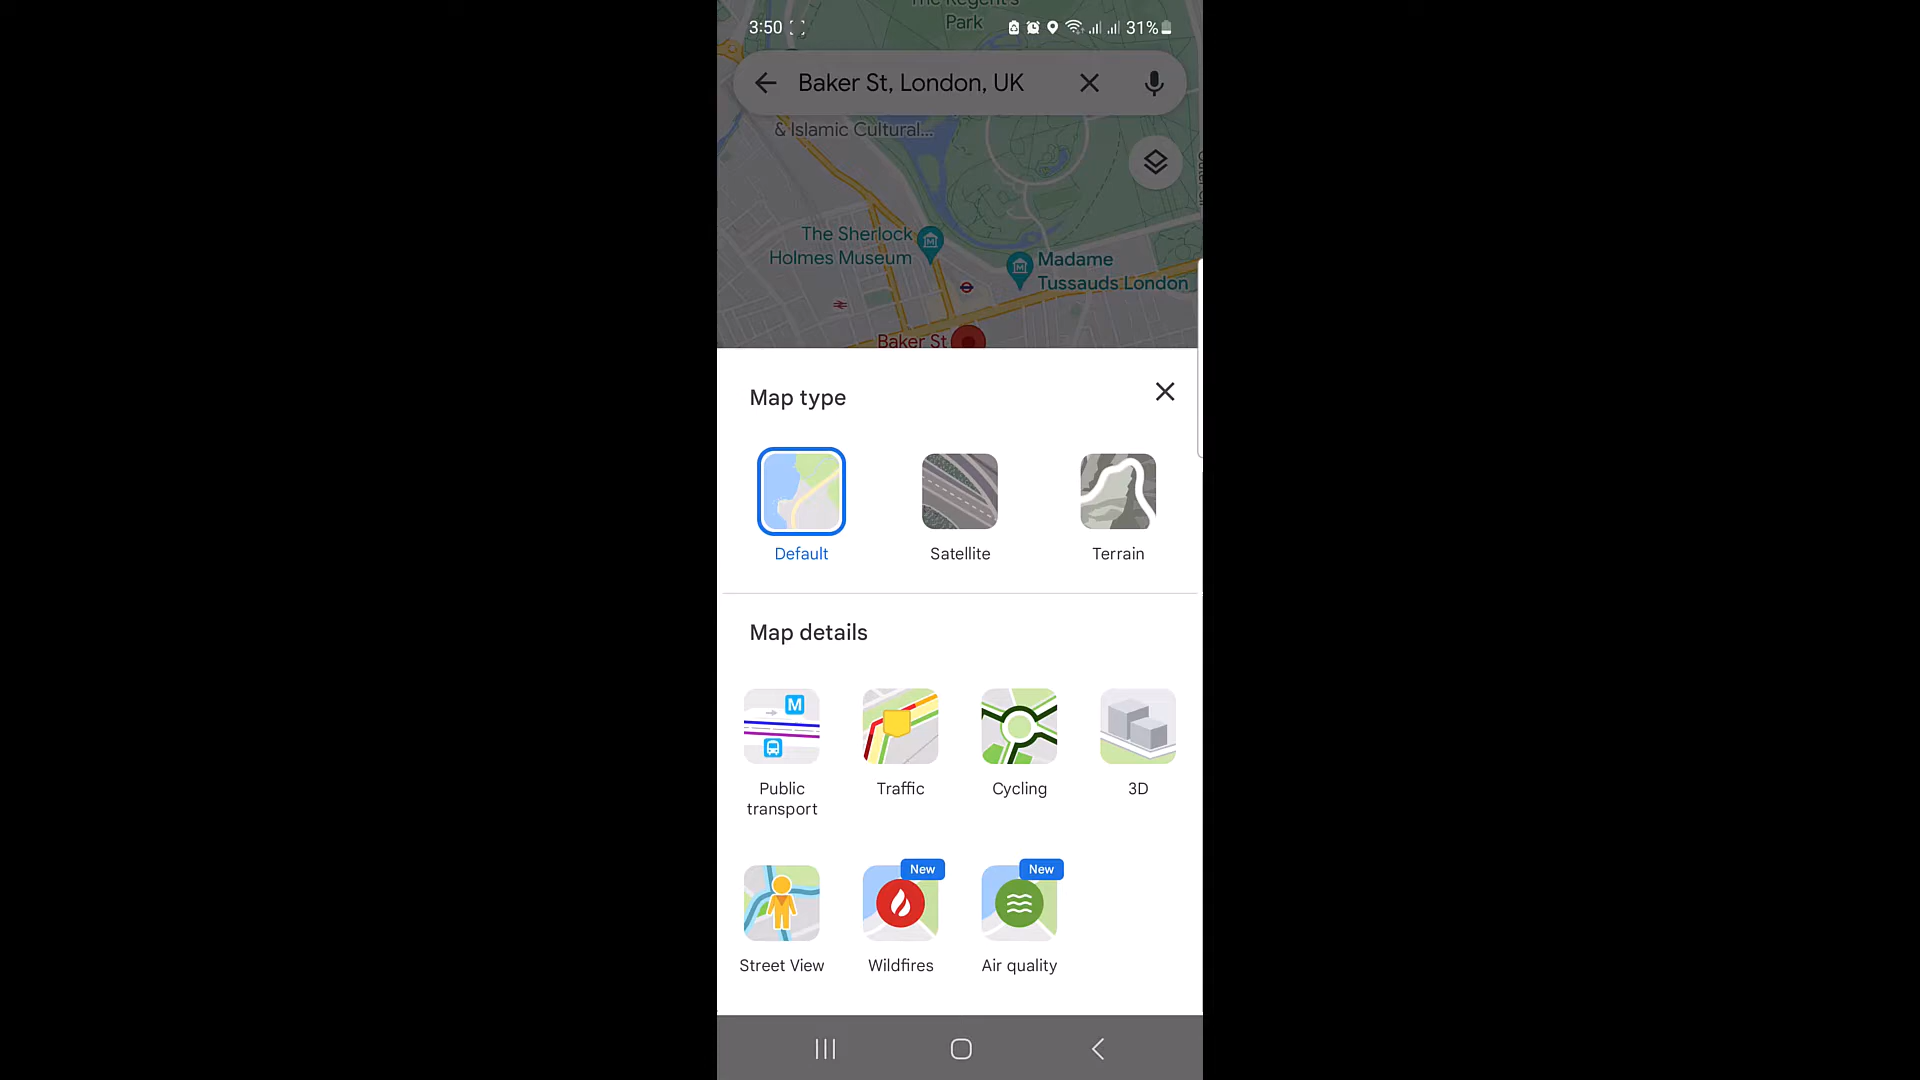 The Regent's
Park
3:50
31%
Baker St, London, UK
& Islamic Cultural...
The Sherlock
Holmes Museum
Madame
Tussauds London
Baker St
Map type
Default
Satellite
Terrain
Map details
M
Public
transport
Traffic
Cycling
3D
New
New
Street View
Wildfires
Air quality